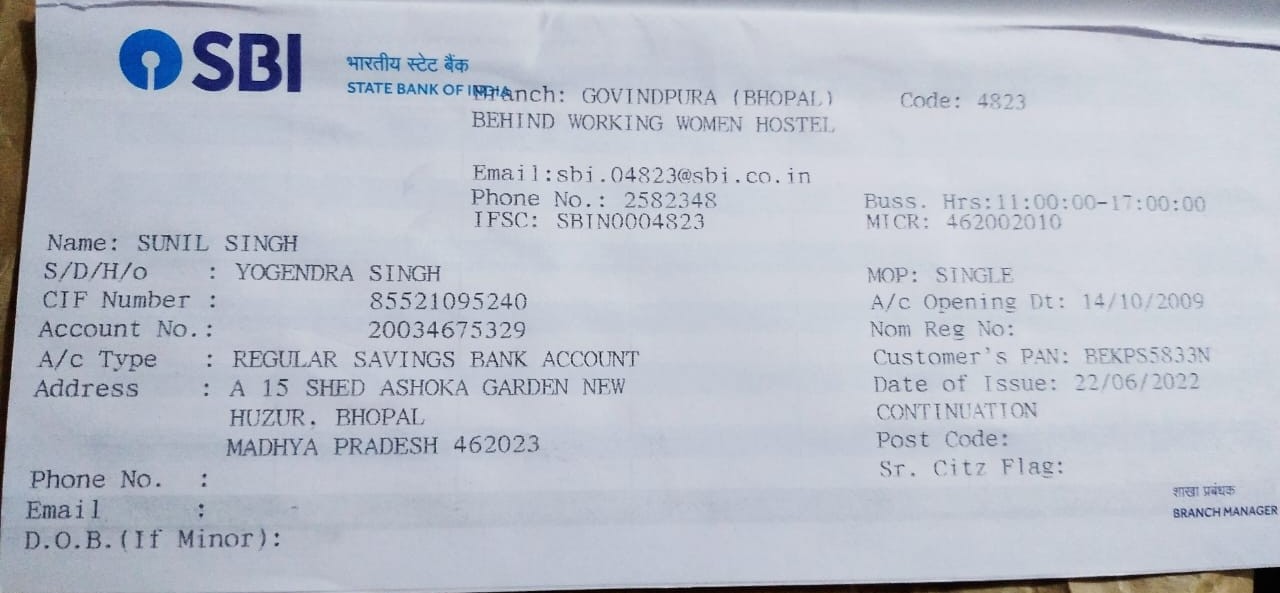 SBI
भारतीय स्टेट बैंक
STATE BANK OF INDIA
Branch: GOVINDPURA (BHOPAL) Code: 4823
BEHIND WORKING WOMEN HOSTEL
Email:sbi.04823@sbi.co.in
Phone No.: 2582348 Buss. Hrs:11:00:00-17:00:00
IFSC: SBIN0004823 MICR: 462002010
Name: SUNIL SINGH
S/D/H/o : YOGENDRA SINGH MOP: SINGLE
CIF Number : 85521095240 A/c Opening Dt: 14/10/2009
Account No.: 20034675329 Nom Reg No:
A/c Type : REGULAR SAVINGS BANK ACCOUNT Customer's PAN: BEKPS5833N
Address : A 15 SHED ASHOKA GARDEN NEW Date of Issue: 22/06/2022
HUZUR, BHOPAL CONTINUATION
MADHYA PRADESH 462023 Post Code:
Phone No. : Sr. Citz Flag:
Email :
D.O.B.(If Minor):
शाखा प्रबंधक
BRANCH MANAGER